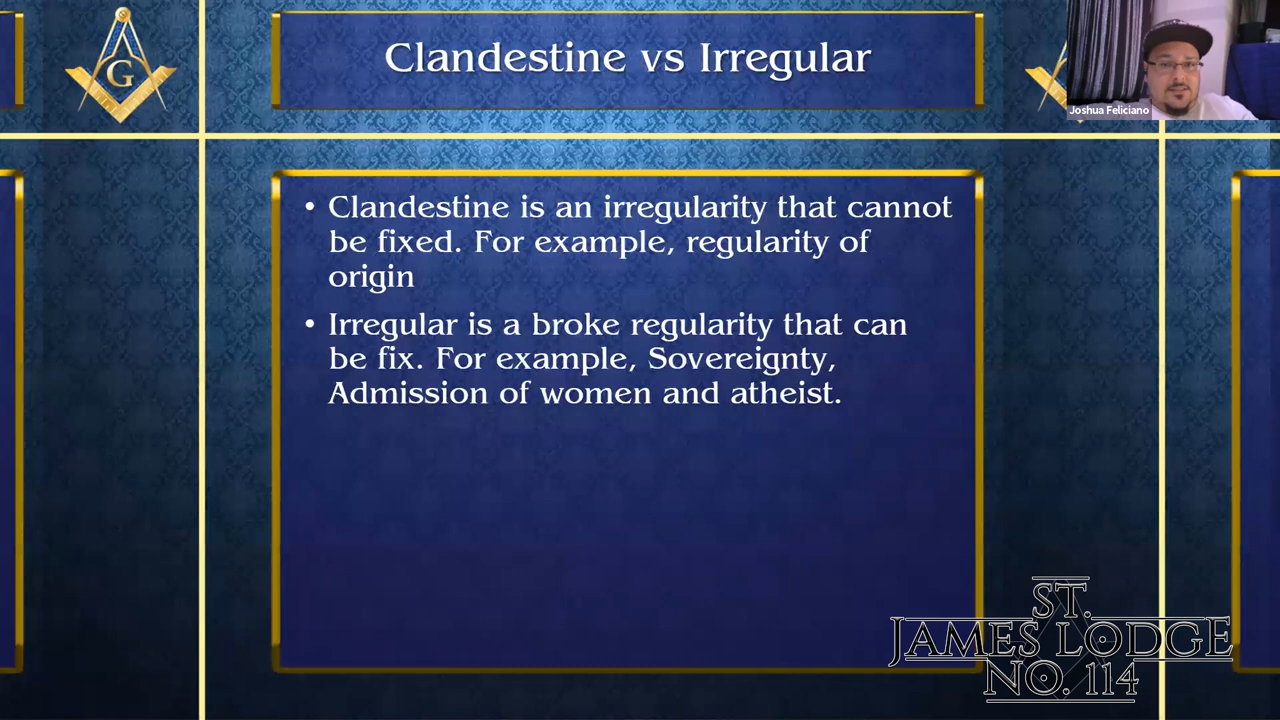 G
Clandestine vs Irregular
Joshua Feliciano
• Clandestine is an irregularity that cannot
be fixed. For example, regularity of
origin
• Irregular is a broke regularity that can
be fix. For example, Sovereignty,
Admission of women and atheist.
ST.
JAMES LODGE
NO. 114